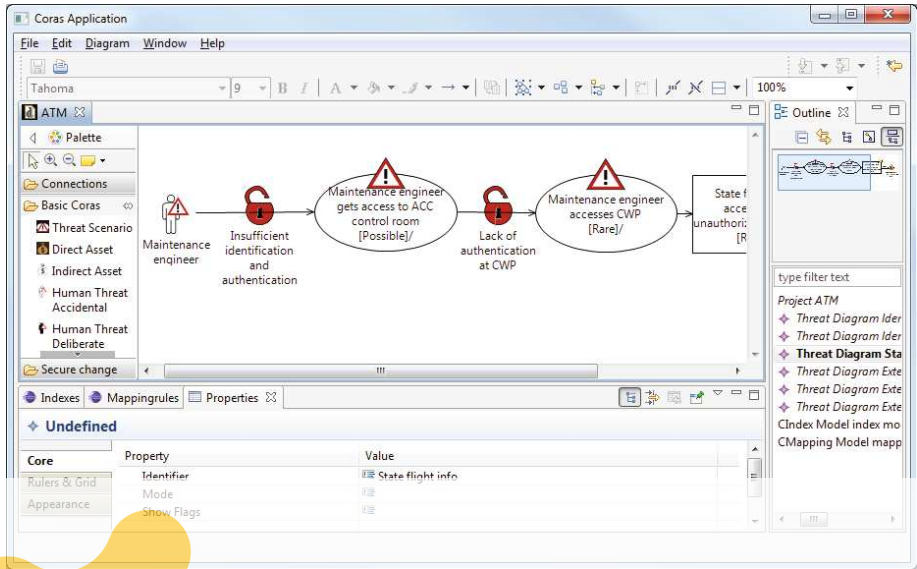 Coras Application
File Edit Diagram Window Help
Tahoma 9 B I A 100%
ATM
Outline
Palette
Connections
Basic Coras
Threat Scenario
Direct Asset
Indirect Asset
Human Threat
Accidental
Human Threat
Deliberate
Secure change
Maintenance
engineer
Insufficient
identification
and
authentication
Maintenance engineer
gets access to ACC
control room
[Possible]/
Lack of
authentication
at CWP
Maintenance engineer
accesses CWP
[Rare]/
State f
acce
unauthori
[R
type filter text
Project ATM
Threat Diagram Iden
Threat Diagram Iden
Threat Diagram Sta
Threat Diagram Exte
Threat Diagram Exte
Threat Diagram Exte
CIndex Model index mo
CMapping Model mapp
Indexes Mappingrules Properties
Undefined
Core
Rulers & Grid
Appearance
Property Value
Identifier State flight info
Mode
Show Flags